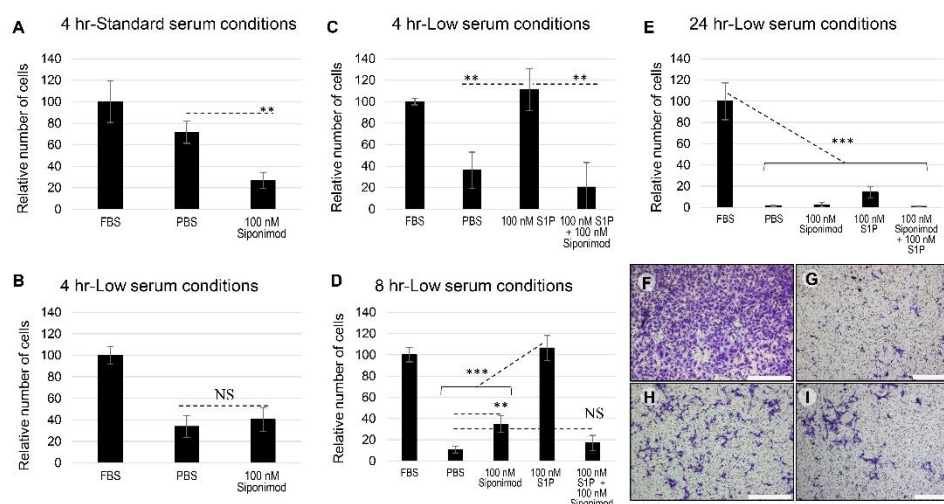 A
4 hr-Standard serum conditions
Relative number of cells
140
120
100
80
60
40
20
0
**
FBS
PBS
100 nM
Siponimod
B
4 hr-Low serum conditions
Relative number of cells
140
120
100
80
60
40
20
0
NS
FBS
PBS
100 nM
Siponimod
C
4 hr-Low serum conditions
Relative number of cells
140
120
100
80
60
40
20
0
**
**
FBS
PBS
100 nM S1P
100 nM S1P
+ 100 nM
Siponimod
D
8 hr-Low serum conditions
Relative number of cells
140
120
100
80
60
40
20
0
***
**
NS
FBS
PBS
100 nM
Siponimod
100 nM
S1P
100 nM
S1P +
100 nM
Siponimod
E
24 hr-Low serum conditions
Relative number of cells
140
120
100
80
60
40
20
0
***
FBS
PBS
100 nM
Siponimod
100 nM
S1P
100 nM
Siponimod
+ 100 nM
S1P
F
G
H
I